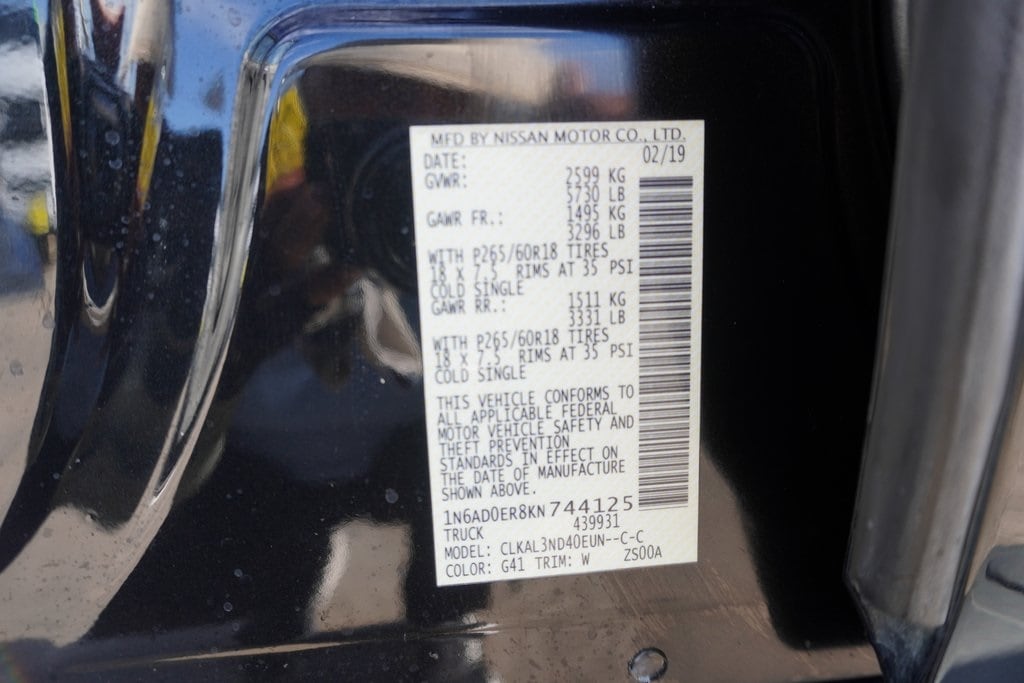 MFD BY NISSAN MOTOR CO., LTD.
DATE: 02/19
GVWR: 2599 KG
5730 LB
GAWR FR.: 1495 KG
3296 LB
WITH P265/60R18 TIRES
18 X 7.5 RIMS AT 35 PSI
COLD SINGLE
GAWR RR.: 1511 KG
3331 LB
WITH P265/60R18 TIRES
18 X 7.5 RIMS AT 35 PSI
COLD SINGLE
THIS VEHICLE CONFORMS TO
ALL APPLICABLE FEDERAL
MOTOR VEHICLE SAFETY AND
THEFT PREVENTION
STANDARDS IN EFFECT ON
THE DATE OF MANUFACTURE
SHOWN ABOVE.
1N6AD0ER8KN744125
TRUCK 439931
MODEL: CLKAL3ND40EUN--C-C
COLOR: G41 TRIM: W ZS00A